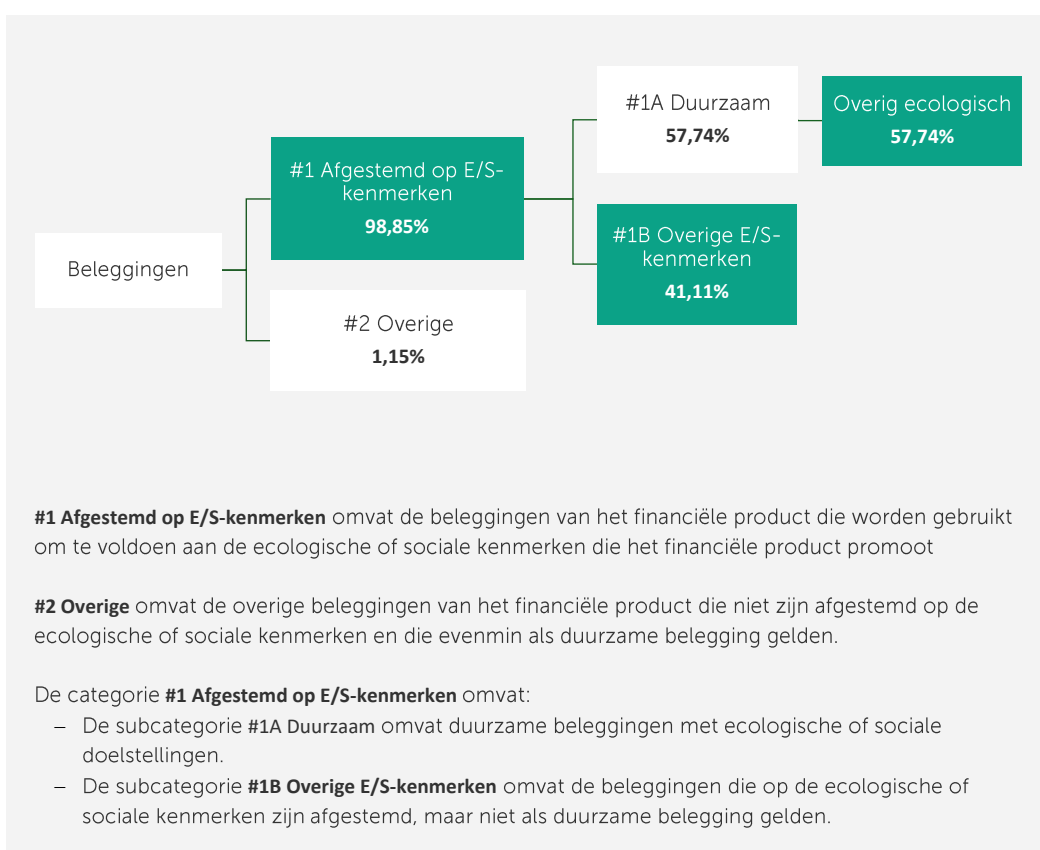 #1A Duurzaam
57,74%
Overig ecologisch
57,74%
#1 Afgestemd op E/S-
kenmerken
98,85%
#1B Overige E/S-
kenmerken
41,11%
Beleggingen
#2 Overige
1,15%
#1 Afgestemd op E/S-kenmerken omvat de beleggingen van het financiële product die worden gebruikt
om te voldoen aan de ecologische of sociale kenmerken die het financiële product promoot
#2 Overige omvat de overige beleggingen van het financiële product die niet zijn afgestemd op de
ecologische of sociale kenmerken en die evenmin als duurzame belegging gelden.
De categorie #1 Afgestemd op E/S-kenmerken omvat:
– De subcategorie #1A Duurzaam omvat duurzame beleggingen met ecologische of sociale
doelstellingen.
– De subcategorie #1B Overige E/S-kenmerken omvat de beleggingen die op de ecologische of
sociale kenmerken zijn afgestemd, maar niet als duurzame belegging gelden.